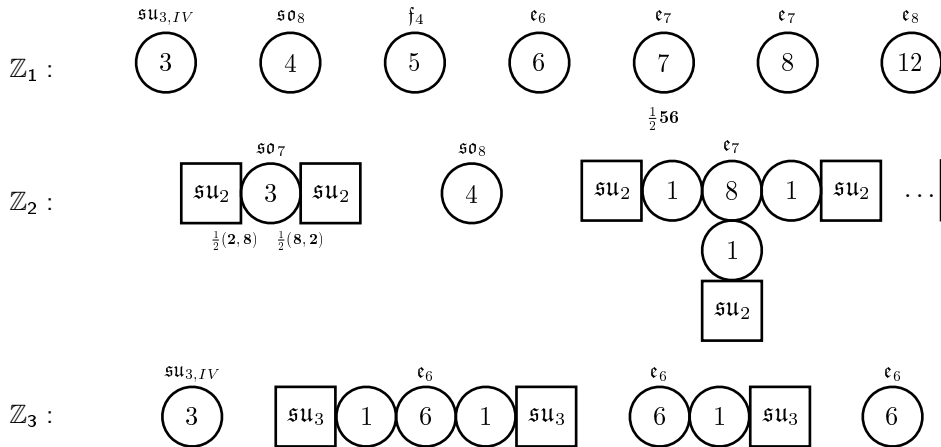 𝔰𝔲₃,IV 𝔰𝔬₈ 𝔣₄ 𝔢₆ 𝔢₇ 𝔢₇ 𝔢₈
ℤ₁ : 3 4 5 6 7 8 12
½56
𝔰𝔬₇ 𝔰𝔬₈ 𝔢₇
ℤ₂ : 𝔰𝔲₂ 3 𝔰𝔲₂ 4 𝔰𝔲₂ 1 8 1 𝔰𝔲₂ ...
½(2, 8) ½(8, 2)
1
𝔰𝔲₂
𝔰𝔲₃,IV 𝔢₆ 𝔢₆ 𝔢₆
ℤ₃ : 3 𝔰𝔲₃ 1 6 1 𝔰𝔲₃ 6 1 𝔰𝔲₃ 6